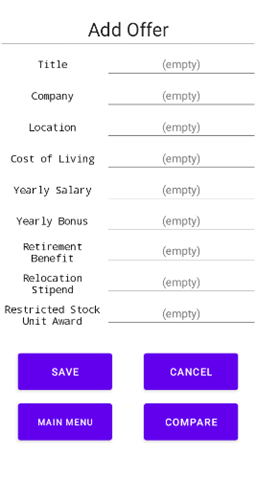 Add Offer
Title (empty)
Company (empty)
Location (empty)
Cost of Living (empty)
Yearly Salary (empty)
Yearly Bonus (empty)
Retirement
Benefit (empty)
Relocation
Stipend (empty)
Restricted Stock
Unit Award (empty)
SAVE CANCEL
MAIN MENU COMPARE